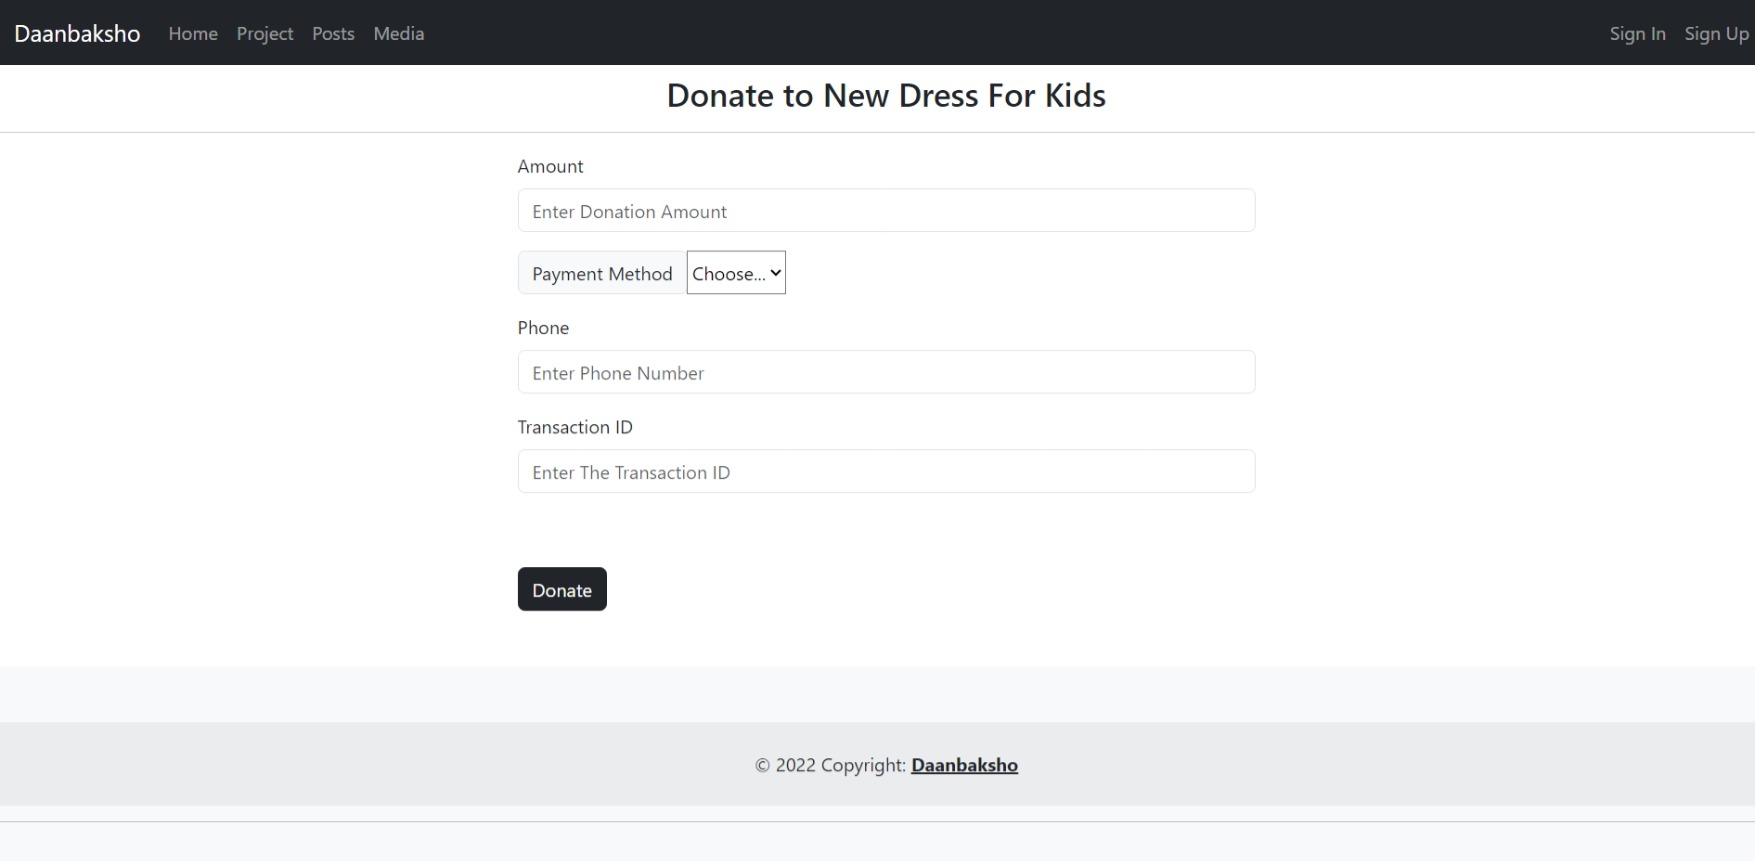 Daanbaksho Home Project Posts Media Sign In Sign Up
Donate to New Dress For Kids
Amount
Enter Donation Amount
Payment Method Choose...
Phone
Enter Phone Number
Transaction ID
Enter The Transaction ID
Donate
© 2022 Copyright: Daanbaksho